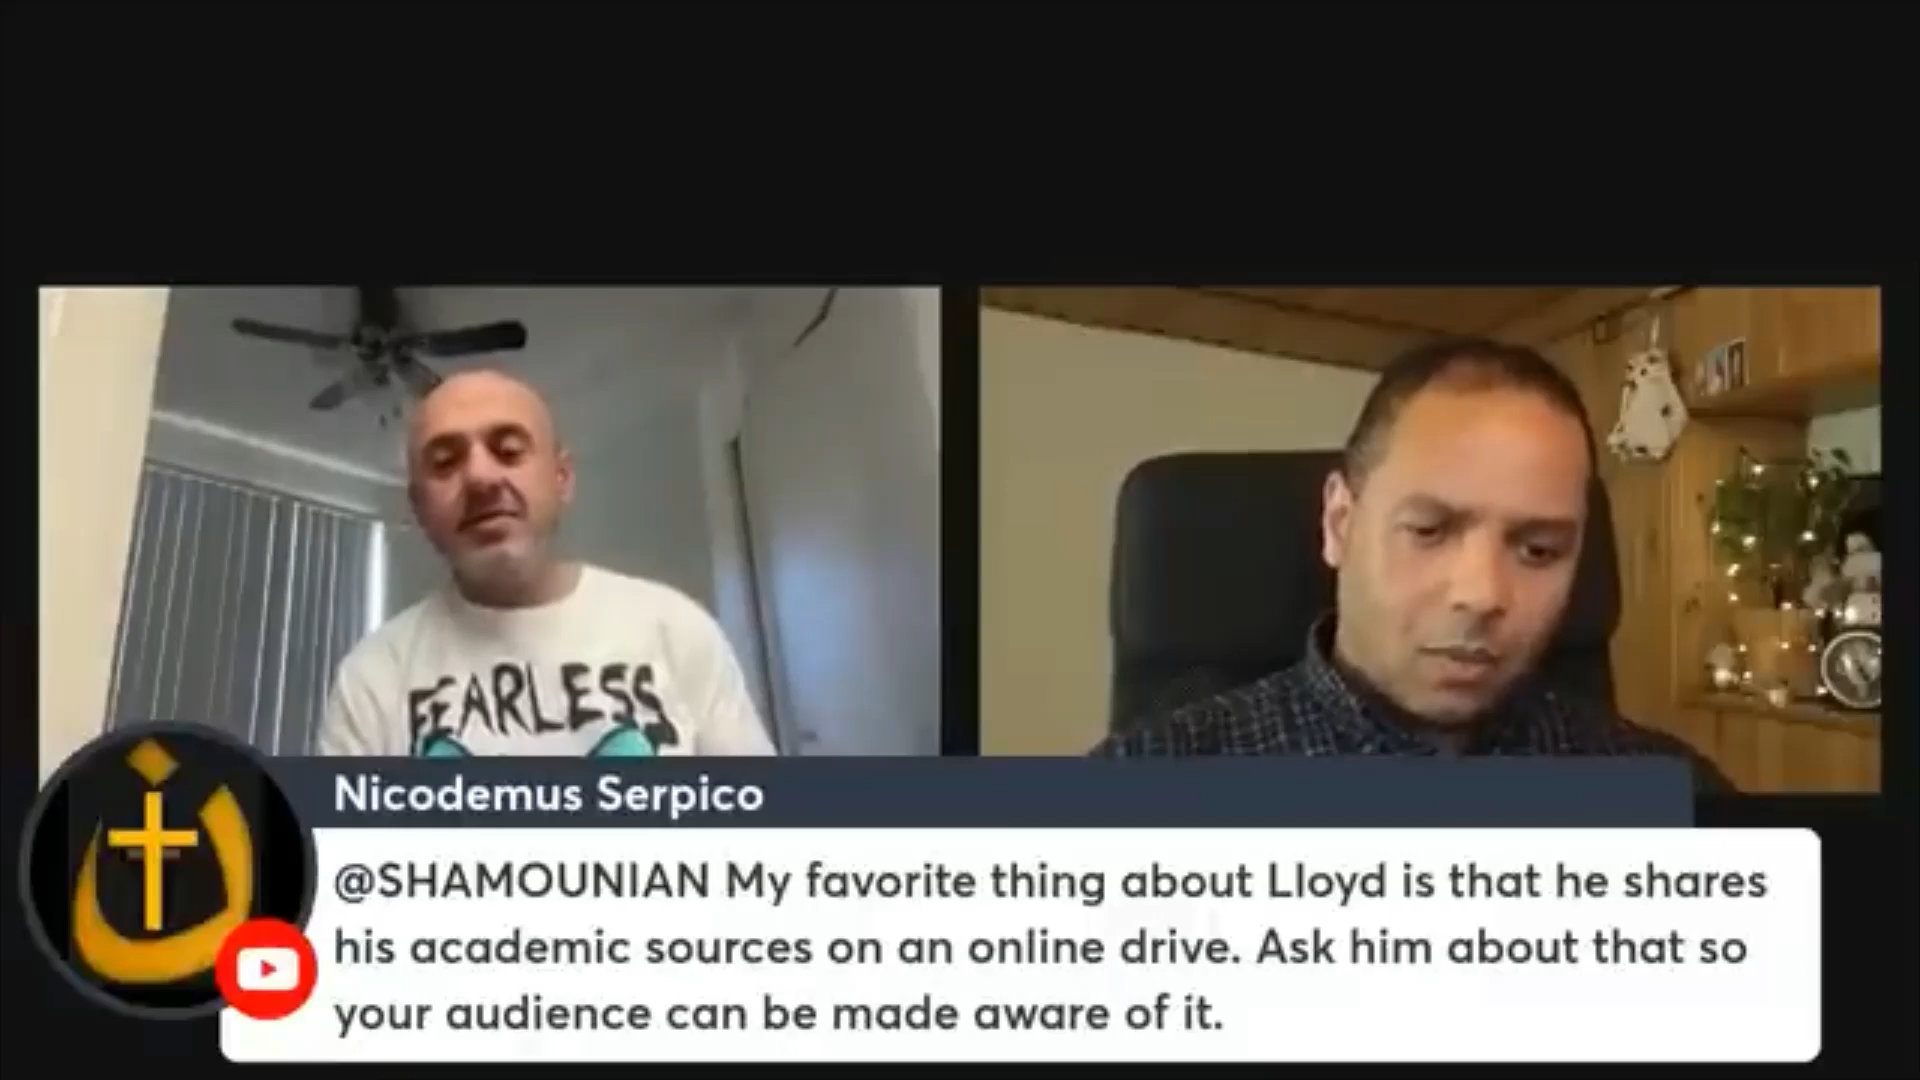 FEARLESS
ن
Nicodemus Serpico
@SHAMOUNIAN My favorite thing about Lloyd is that he shares
his academic sources on an online drive. Ask him about that so
your audience can be made aware of it.